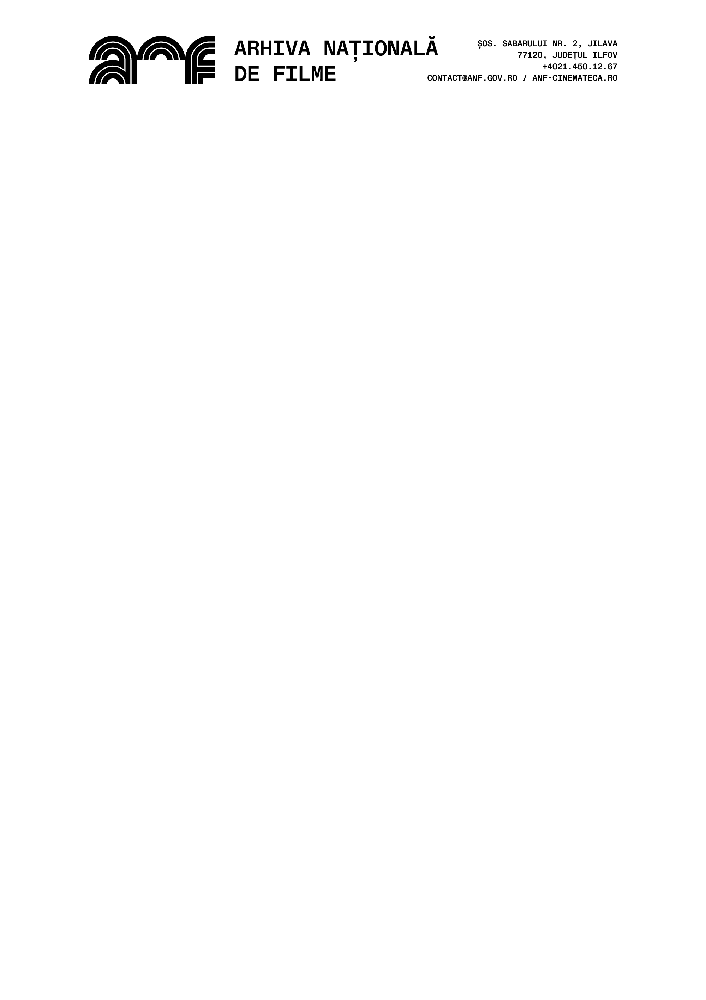 anf
ARHIVA NAȚIONALĂ
DE FILME
ȘOS. SABARULUI NR. 2, JILAVA
77120, JUDEȚUL ILFOV
+4021.450.12.67
CONTACT@ANF.GOV.RO / ANF-CINEMATECA.RO